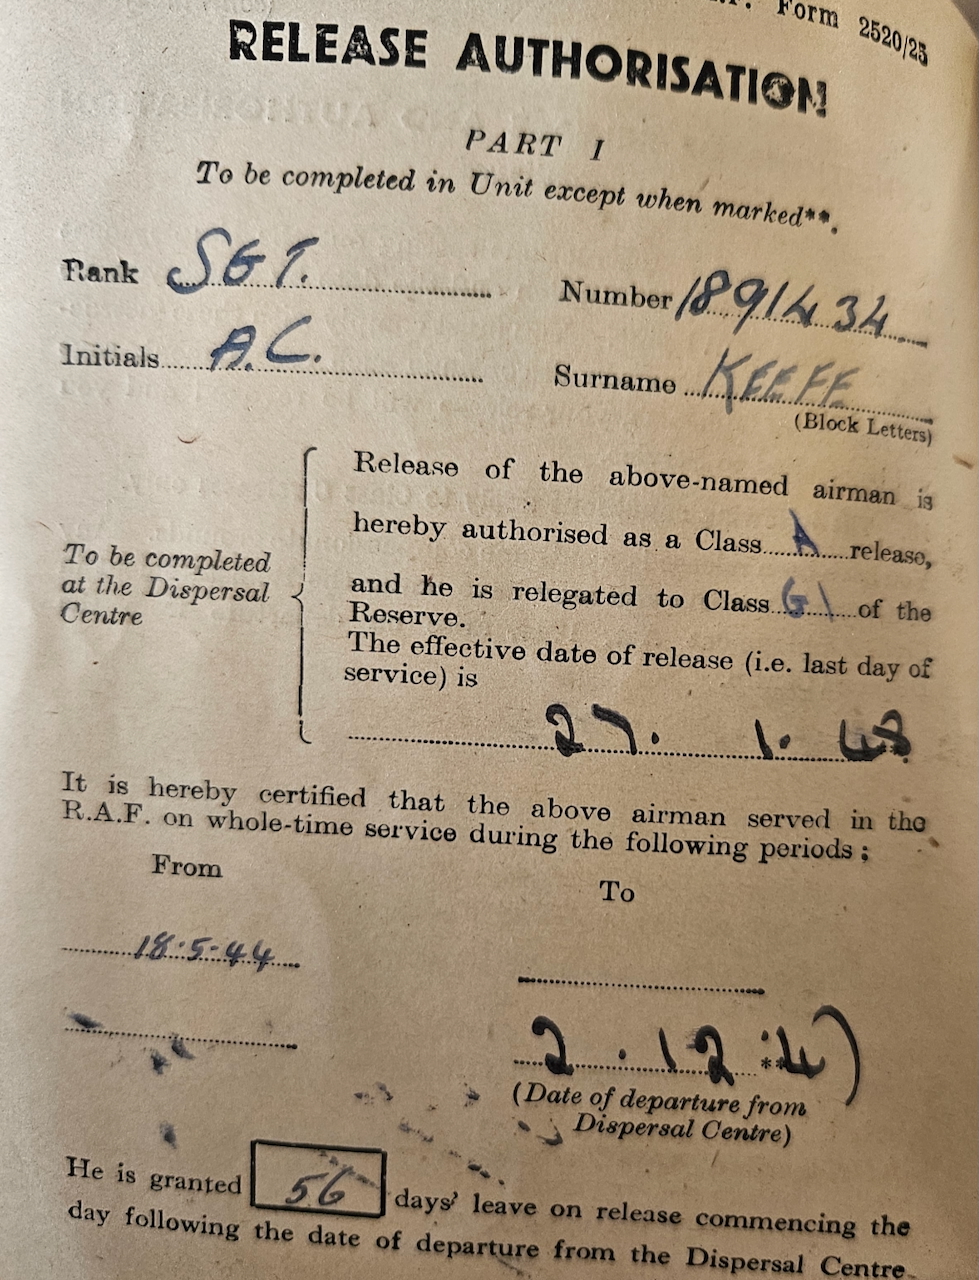 Form 2520/25
RELEASE AUTHORISATION
PART I
To be completed in Unit except when marked**.
Rank SGT. Number 1891434
Initials A.C. Surname KEEFE
(Block Letters)
To be completed at the Dispersal Centre
Release of the above-named airman is
hereby authorised as a Class A release,
and he is relegated to Class G1 of the
Reserve.
The effective date of release (i.e. last day of
service) is
27. 1. 48
It is hereby certified that the above airman served in the
R.A.F. on whole-time service during the following periods;
From To
18.5.44
2.12.47
**
(Date of departure from
Dispersal Centre)
He is granted 56 days' leave on release commencing the
day following the date of departure from the Dispersal Centre